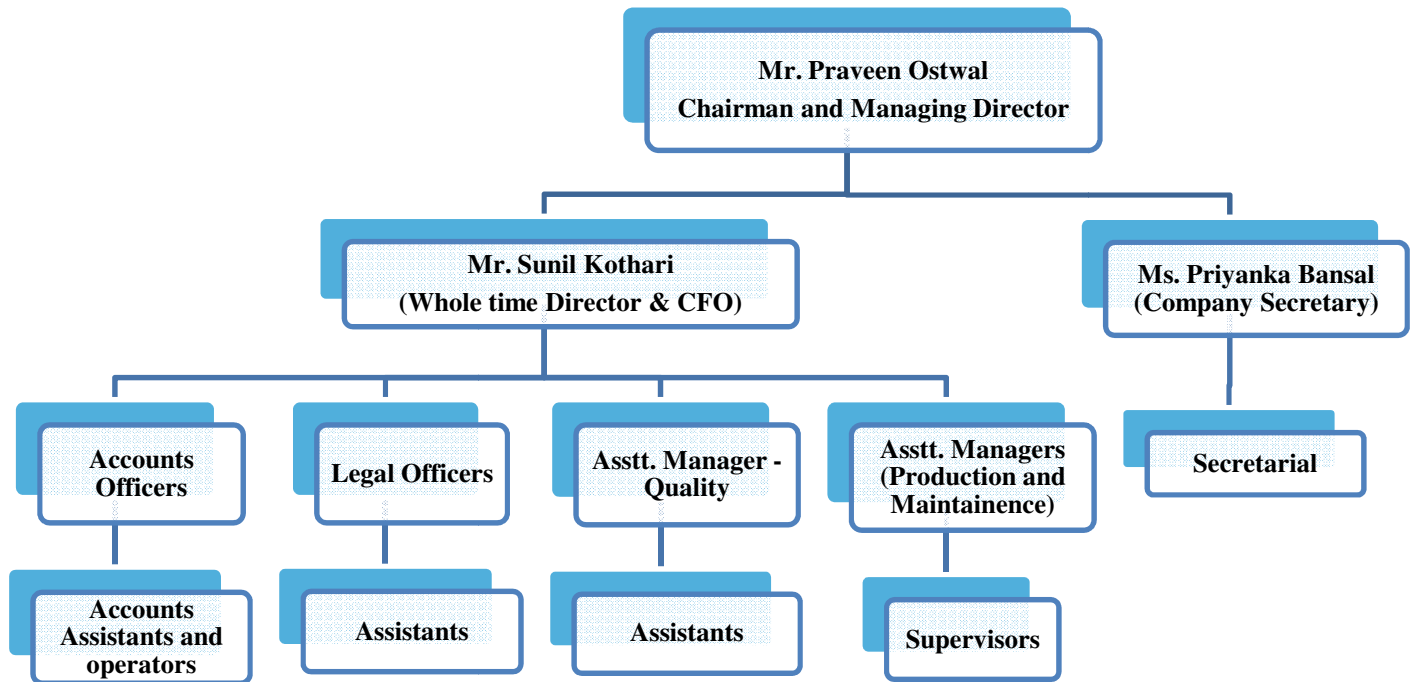 Mr. Praveen Ostwal
Chairman and Managing Director
Mr. Sunil Kothari
(Whole time Director & CFO)
Ms. Priyanka Bansal
(Company Secretary)
Accounts
Officers
Legal Officers
Asstt. Manager -
Quality
Asstt. Managers
(Production and
Maintainence)
Secretarial
Accounts
Assistants and
operators
Assistants
Assistants
Supervisors